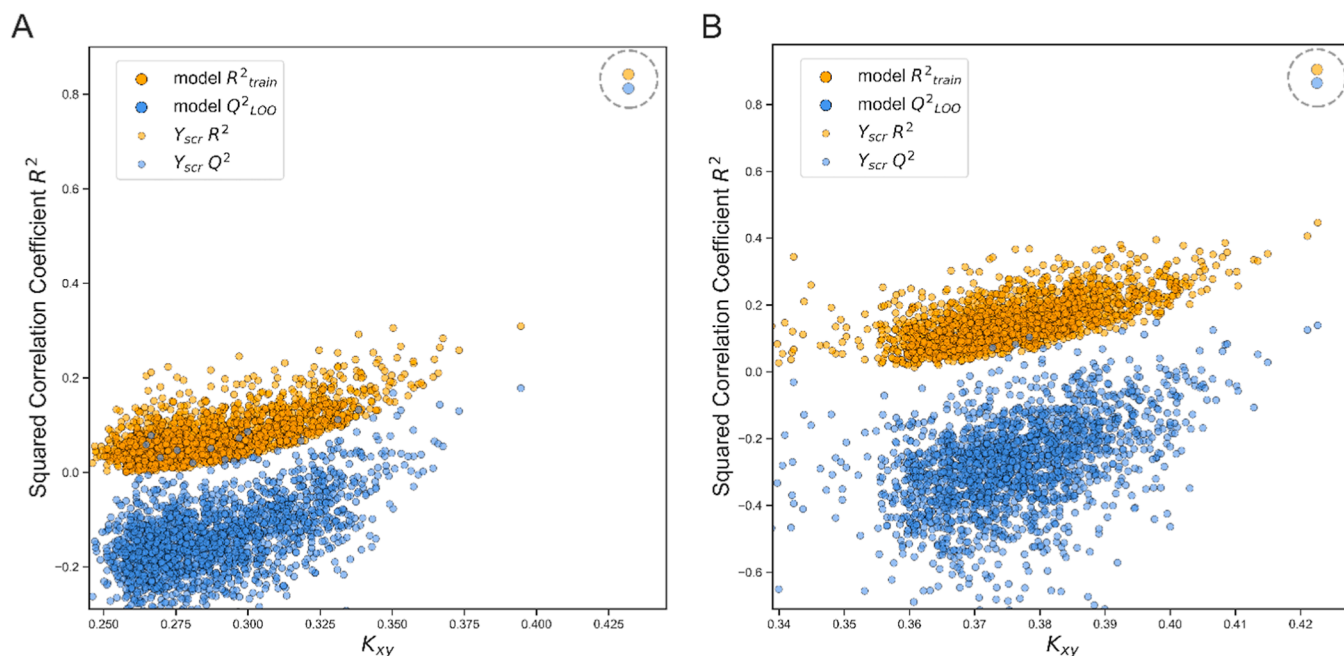 A
Squared Correlation Coefficient R²
0.8
0.6
0.4
0.2
0.0
−0.2
model R²train
model Q²LOO
Yscr R²
Yscr Q²
0.250 0.275 0.300 0.325 0.350 0.375 0.400 0.425
Kxy
B
Squared Correlation Coefficient R²
0.8
0.6
0.4
0.2
0.0
−0.2
−0.4
−0.6
model R²train
model Q²LOO
Yscr R²
Yscr Q²
0.34 0.35 0.36 0.37 0.38 0.39 0.40 0.41 0.42
Kxy